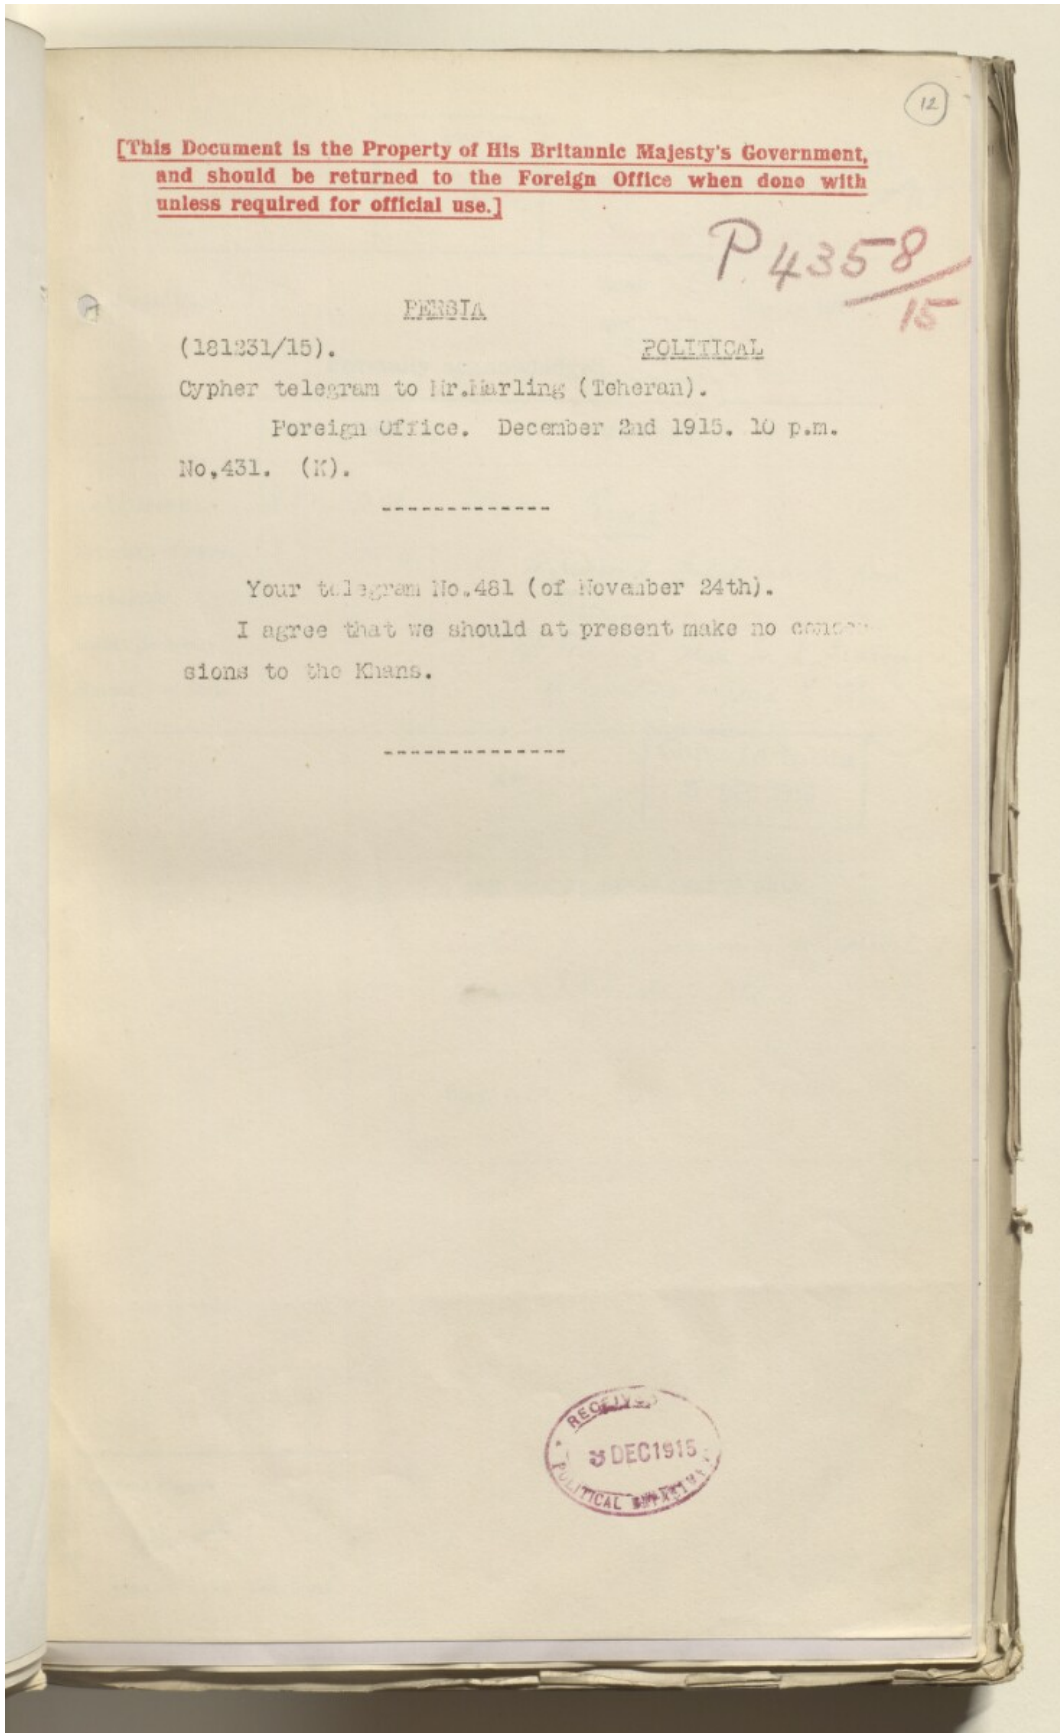 12
[This Document is the Property of His Britannic Majesty's Government,
and should be returned to the Foreign Office when done with
unless required for official use.]
P 4358/15
PERSIA
(181231/15).
POLITICAL
Cypher telegram to Mr.Marling (Teheran).
Foreign Office. December 2nd 1915. 10 p.m.
No.431. (K).
-------------
Your telegram No.481 (of November 24th).
I agree that we should at present make no conces-
sions to the Khans.
--------------
RECEIVED
DEC 1915
POLITICAL DEPARTMENT